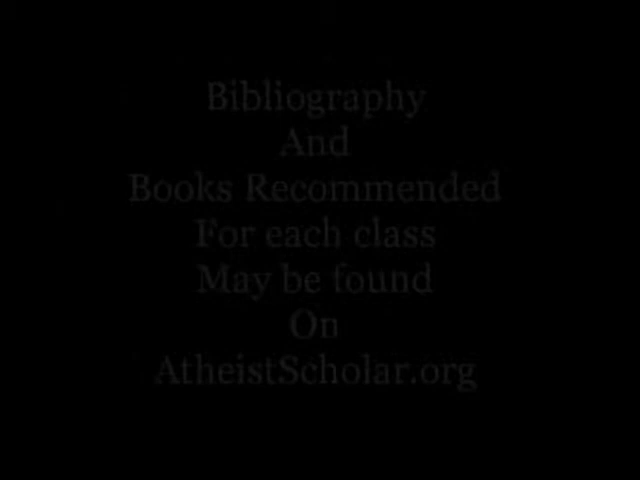 Bibliography
And
Books Recommended
For each class
May be found
On
AtheistScholar.org